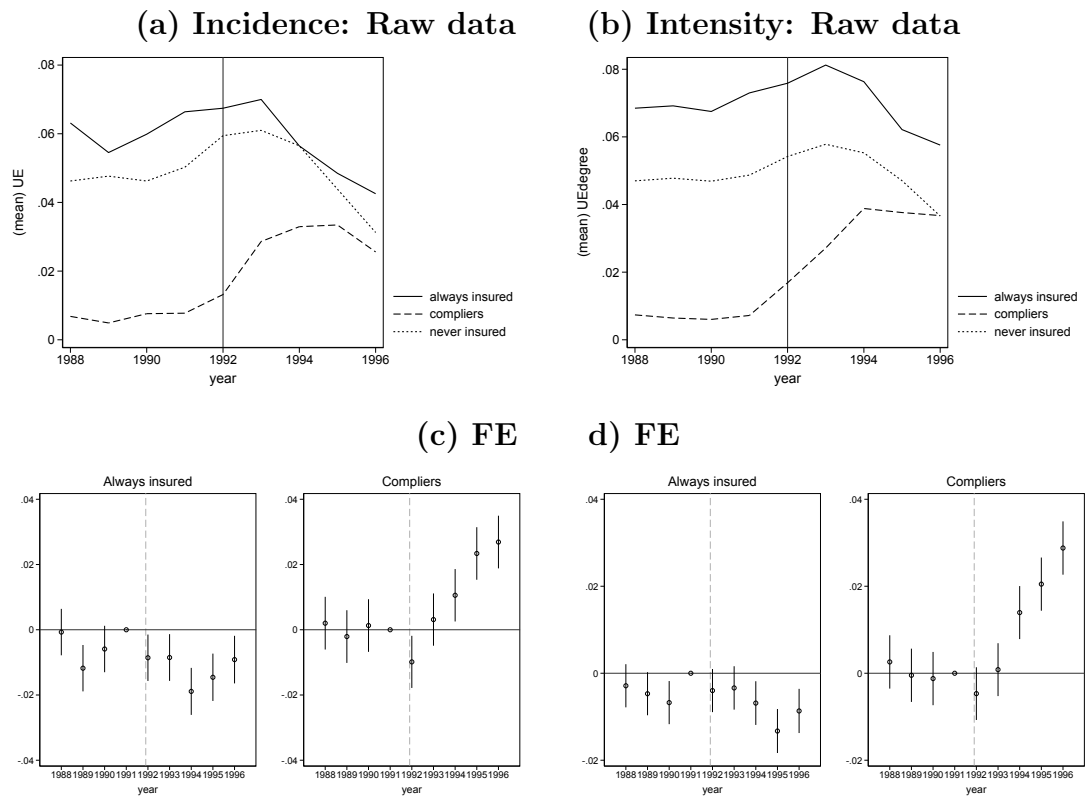 (a) Incidence: Raw data
(b) Intensity: Raw data
.08
.06
.04
.02
0
(mean) UE
1988 1990 1992 1994 1996
year
always insured
compliers
never insured
.08
.06
.04
.02
0
(mean) UEdegree
1988 1990 1992 1994 1996
year
always insured
compliers
never insured
(c) FE
d) FE
Always insured
.04
.02
0
-.02
-.04
1988 1989 1990 1991 1992 1993 1994 1995 1996
year
Compliers
.04
.02
0
-.02
-.04
1988 1989 1990 1991 1992 1993 1994 1995 1996
year
Always insured
.04
.02
0
-.02
1988 1989 1990 1991 1992 1993 1994 1995 1996
year
Compliers
.04
.02
0
-.02
1988 1989 1990 1991 1992 1993 1994 1995 1996
year